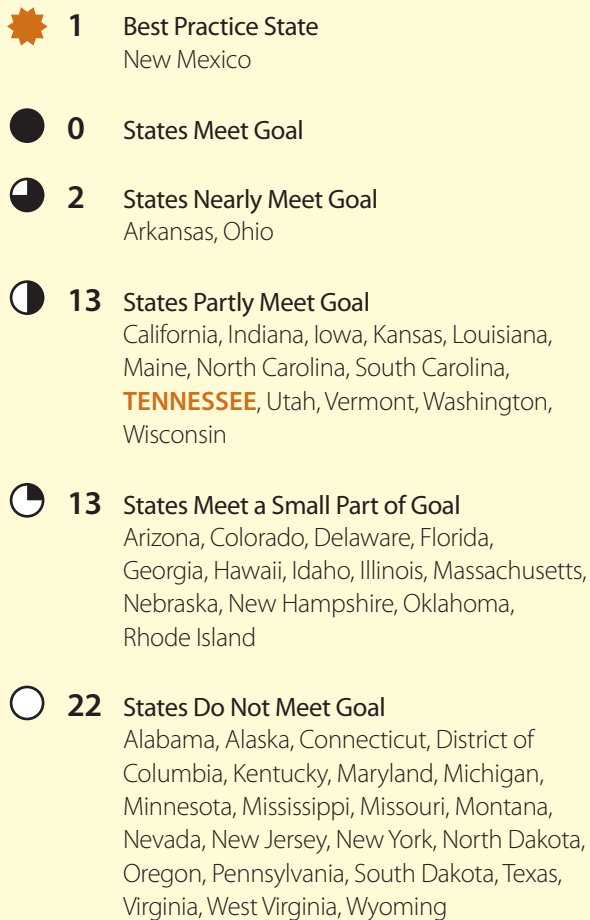 1 Best Practice State
New Mexico
0 States Meet Goal
2 States Nearly Meet Goal
Arkansas, Ohio
13 States Partly Meet Goal
California, Indiana, Iowa, Kansas, Louisiana,
Maine, North Carolina, South Carolina,
TENNESSEE, Utah, Vermont, Washington,
Wisconsin
13 States Meet a Small Part of Goal
Arizona, Colorado, Delaware, Florida,
Georgia, Hawaii, Idaho, Illinois, Massachusetts,
Nebraska, New Hampshire, Oklahoma,
Rhode Island
22 States Do Not Meet Goal
Alabama, Alaska, Connecticut, District of
Columbia, Kentucky, Maryland, Michigan,
Minnesota, Mississippi, Missouri, Montana,
Nevada, New Jersey, New York, North Dakota,
Oregon, Pennsylvania, South Dakota, Texas,
Virginia, West Virginia, Wyoming